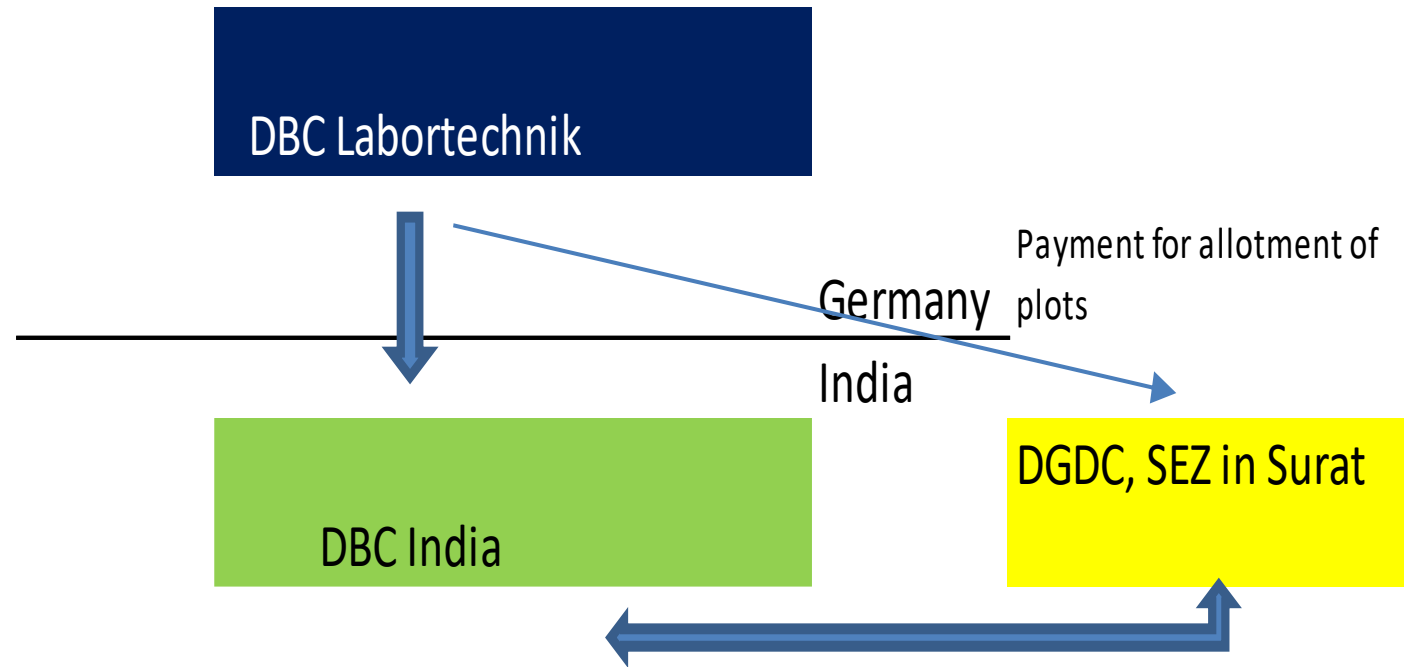 DBC Labortechnik
Payment for allotment of
plots
Germany
India
DGDC, SEZ in Surat
DBC India